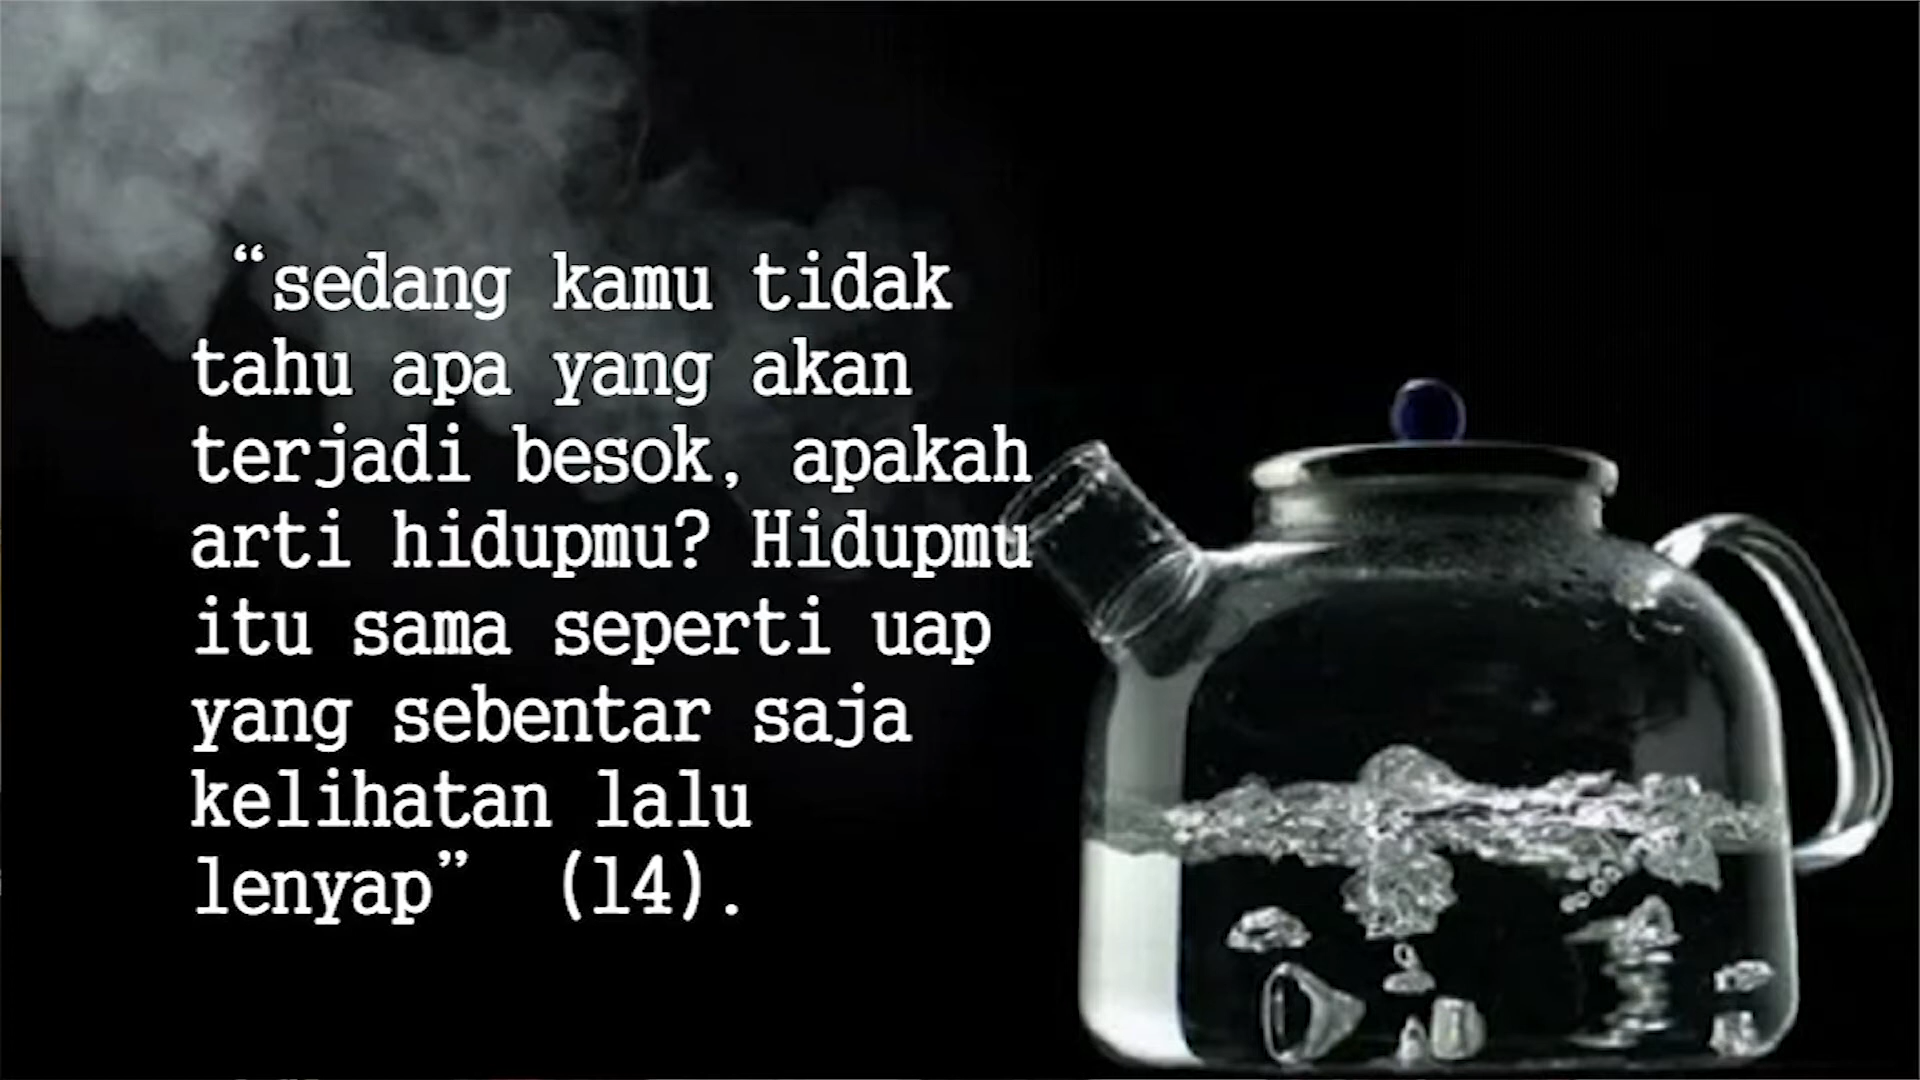 “sedang kamu tidak
tahu apa yang akan
terjadi besok, apakah
arti hidupmu? Hidupmu
itu sama seperti uap
yang sebentar saja
kelihatan lalu
lenyap” (14).